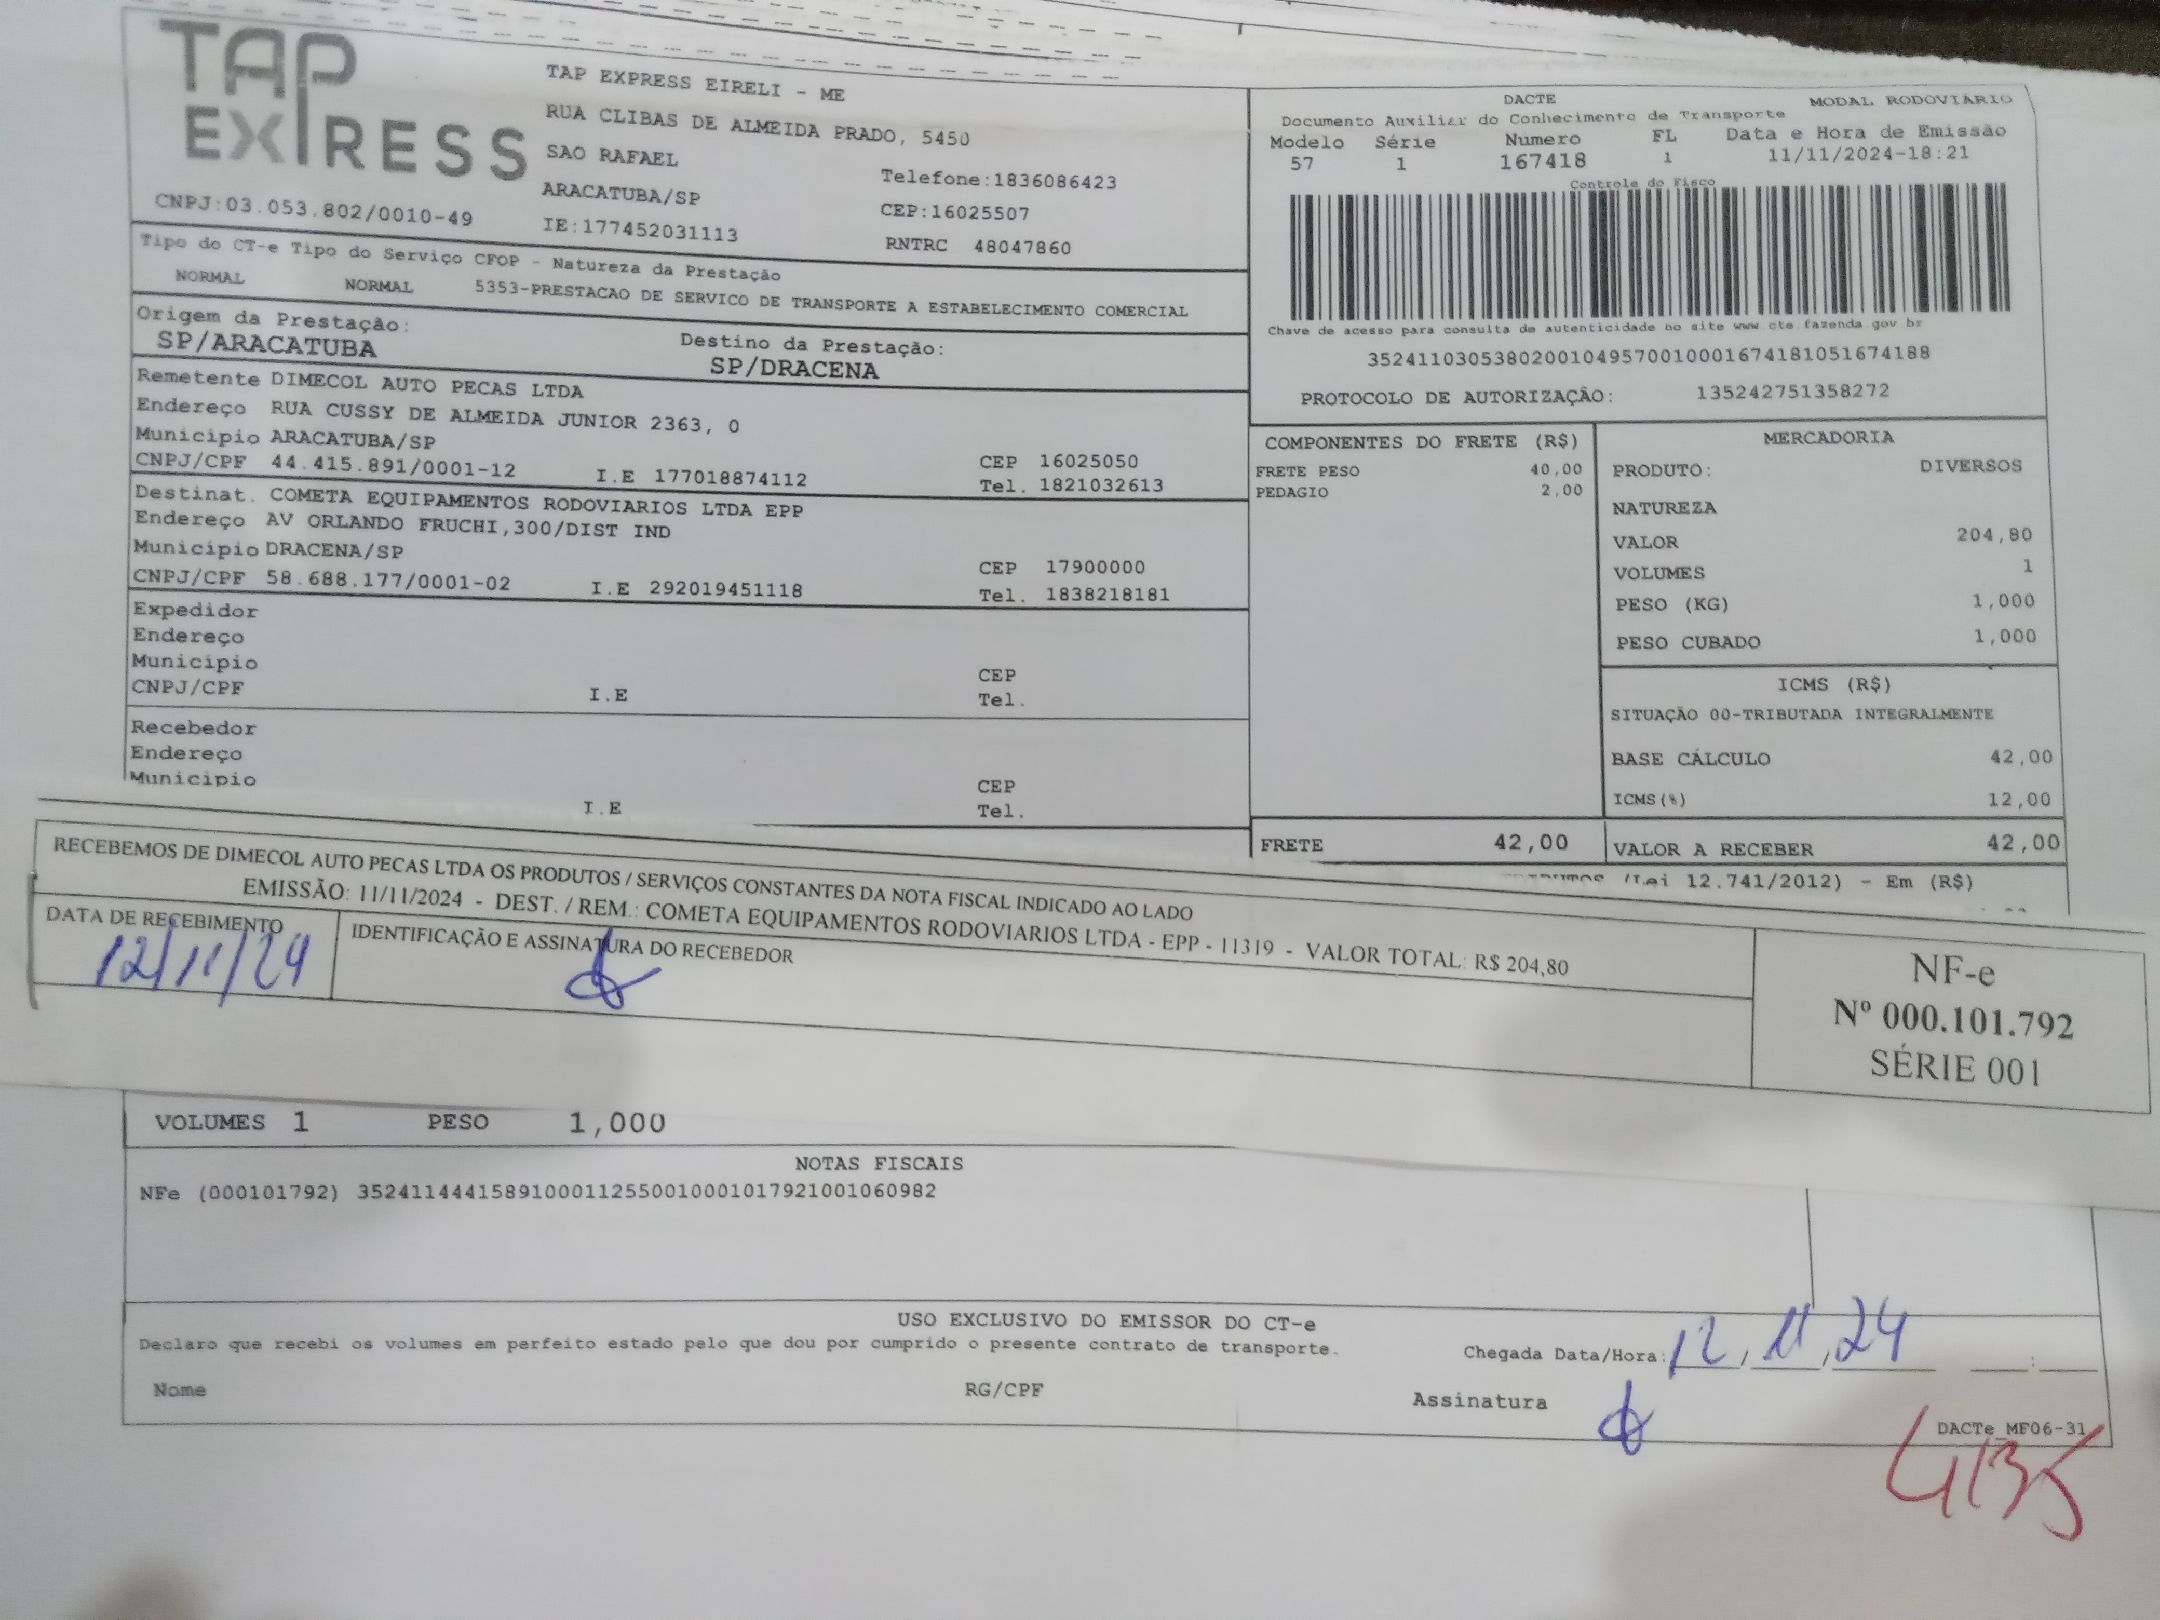 TAP EXPRESS
TAP EXPRESS EIRELI - ME
RUA CLIBAS DE ALMEIDA PRADO, 5450
SAO RAFAEL
Telefone:1836086423
ARACATUBA/SP
CEP:16025507
CNPJ:03.053.802/0010-49
IE:177452031113
RNTRC 48047860
Tipo do CT-e Tipo do Serviço CFOP - Natureza da Prestação
NORMAL NORMAL 5353-PRESTACAO DE SERVICO DE TRANSPORTE A ESTABELECIMENTO COMERCIAL
Origem da Prestação:
SP/ARACATUBA
Destino da Prestação:
SP/DRACENA
Remetente DIMECOL AUTO PECAS LTDA
Endereço RUA CUSSY DE ALMEIDA JUNIOR 2363, 0
Município ARACATUBA/SP
CEP 16025050
CNPJ/CPF 44.415.891/0001-12 I.E 177018874112 Tel. 1821032613
Destinat. COMETA EQUIPAMENTOS RODOVIARIOS LTDA EPP
Endereço AV ORLANDO FRUCHI,300/DIST IND
Município DRACENA/SP
CEP 17900000
CNPJ/CPF 58.688.177/0001-02 I.E 292019451118 Tel. 1838218181
Expedidor
Endereço
Município
CEP
CNPJ/CPF I.E Tel.
Recebedor
Endereço
Município
CEP
I.E Tel.
DACTE MODAL RODOVIÁRIO
Documento Auxiliar do Conhecimento de Transporte
Modelo Série Numero FL Data e Hora de Emissão
57 1 167418 1 11/11/2024-18:21
Controle do Fisco
Chave de acesso para consulta de autenticidade no site www.cte.fazenda.gov.br
35241103053802001049570010001674181051674188
PROTOCOLO DE AUTORIZAÇÃO: 135242751358272
COMPONENTES DO FRETE (R$)
FRETE PESO 40,00
PEDAGIO 2,00
FRETE 42,00
MERCADORIA
PRODUTO: DIVERSOS
NATUREZA
VALOR 204,80
VOLUMES 1
PESO (KG) 1,000
PESO CUBADO 1,000
ICMS (R$)
SITUAÇÃO 00-TRIBUTADA INTEGRALMENTE
BASE CÁLCULO 42,00
ICMS(%) 12,00
VALOR A RECEBER 42,00
(Lei 12.741/2012) - Em (R$)
RECEBEMOS DE DIMECOL AUTO PECAS LTDA OS PRODUTOS / SERVIÇOS CONSTANTES DA NOTA FISCAL INDICADO AO LADO
EMISSÃO: 11/11/2024 - DEST. / REM.: COMETA EQUIPAMENTOS RODOVIARIOS LTDA - EPP - 11319 - VALOR TOTAL: R$ 204,80
DATA DE RECEBIMENTO
12/11/24
IDENTIFICAÇÃO E ASSINATURA DO RECEBEDOR
NF-e
Nº 000.101.792
SÉRIE 001
VOLUMES 1 PESO 1,000
NOTAS FISCAIS
NFe (000101792) 35241144415891000112550010001017921001060982
USO EXCLUSIVO DO EMISSOR DO CT-e
Declaro que recebi os volumes em perfeito estado pelo que dou por cumprido o presente contrato de transporte.
Chegada Data/Hora: 12, 11, 24
Nome RG/CPF Assinatura
DACTe_MF06-31